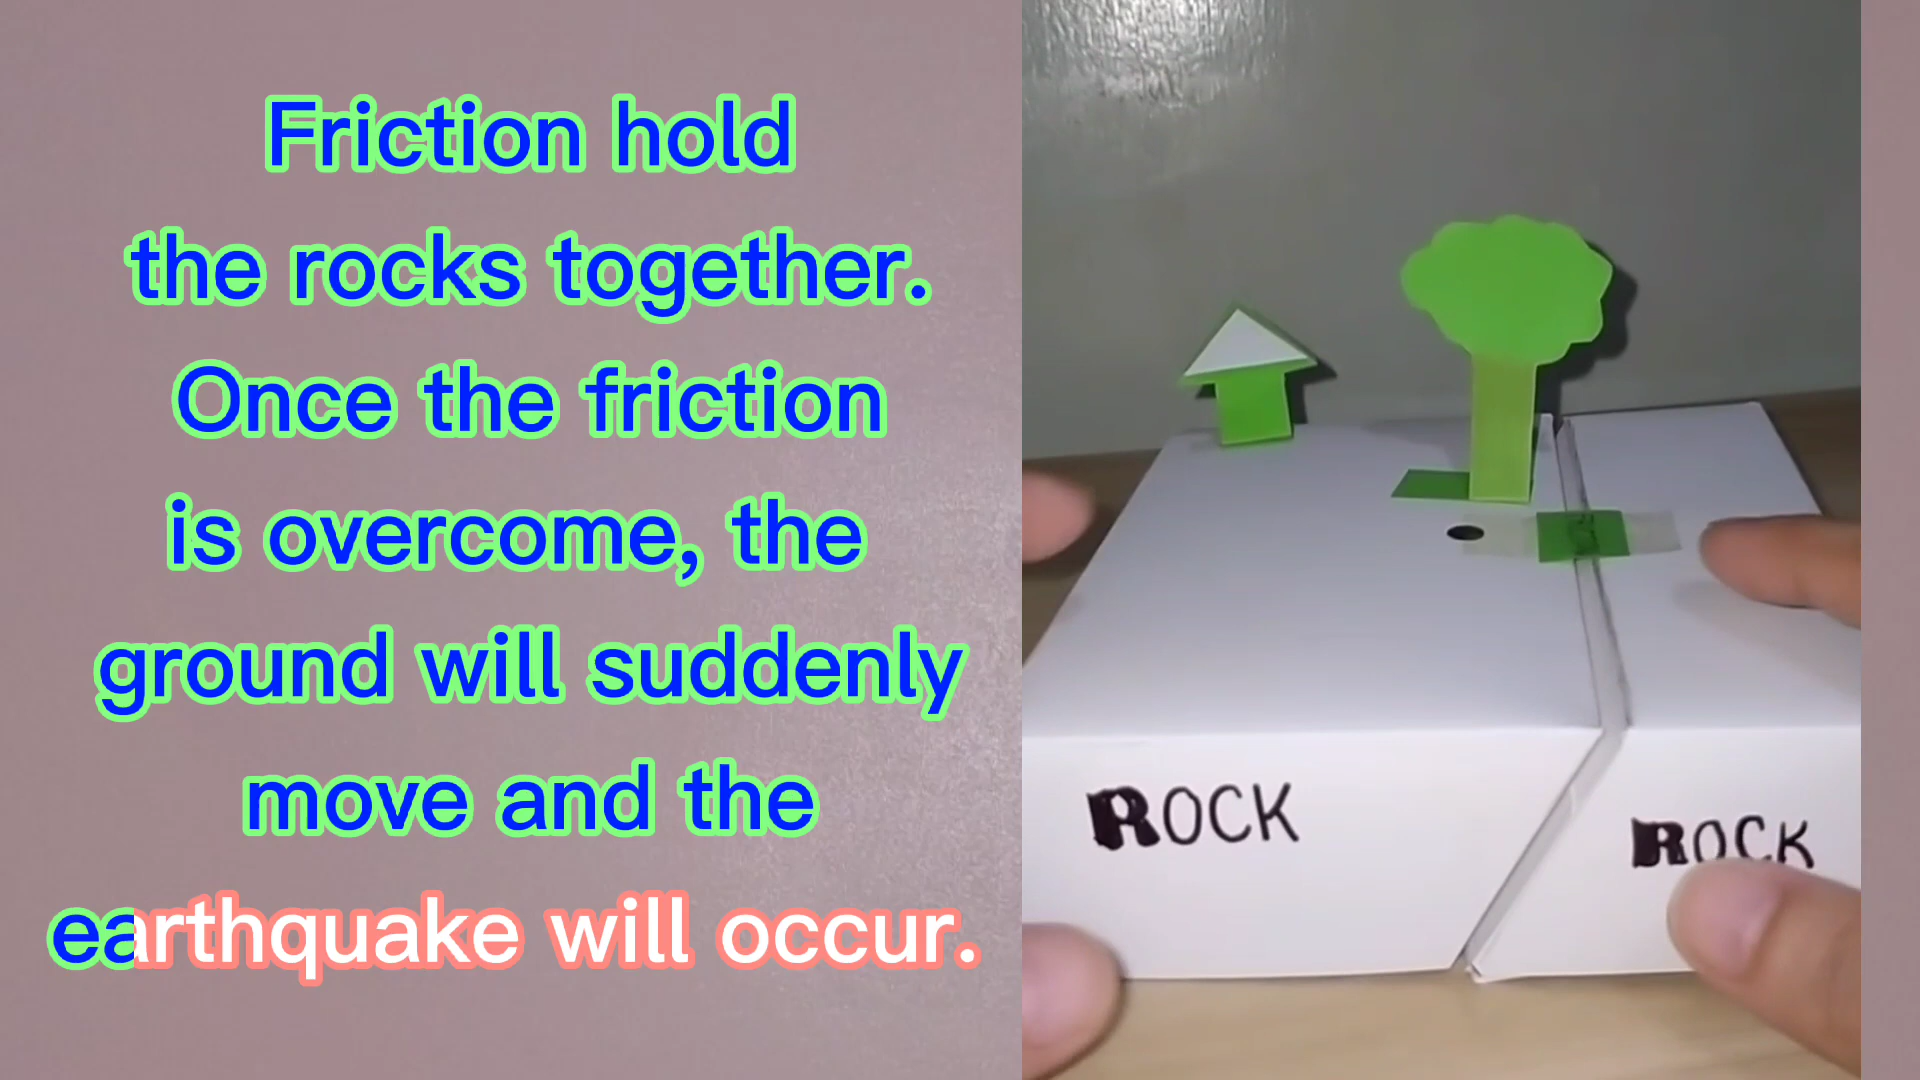 Friction hold
the rocks together.
Once the friction
is overcome, the
ground will suddenly
move and the
earthquake will occur.
ROCK
ROCK